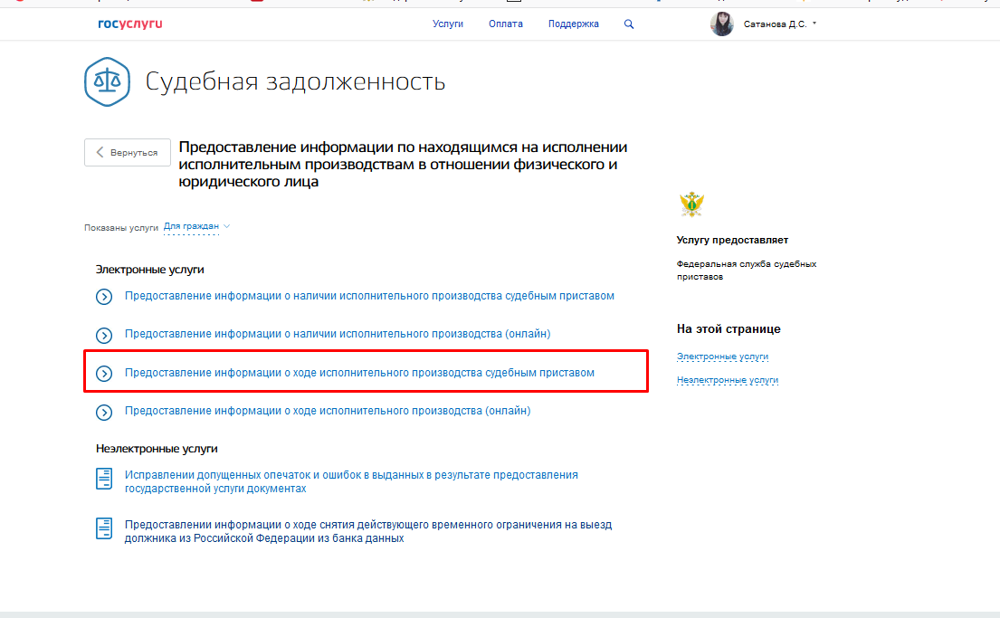 госуслуги
Услуги
Оплата
Поддержка
Сатанова Д.С.
Судебная задолженность
Вернуться
Предоставление информации по находящимся на исполнении
исполнительным производствам в отношении физического и
юридического лица
Показаны услуги Для граждан
Электронные услуги
Предоставление информации о наличии исполнительного производства судебным приставом
Предоставление информации о наличии исполнительного производства (онлайн)
Предоставление информации о ходе исполнительного производства судебным приставом
Предоставление информации о ходе исполнительного производства (онлайн)
Неэлектронные услуги
Исправлении допущенных опечаток и ошибок в выданных в результате предоставления
государственной услуги документах
Предоставлении информации о ходе снятия действующего временного ограничения на выезд
должника из Российской Федерации из банка данных
Услугу предоставляет
Федеральная служба судебных
приставов
На этой странице
Электронные услуги
Неэлектронные услуги